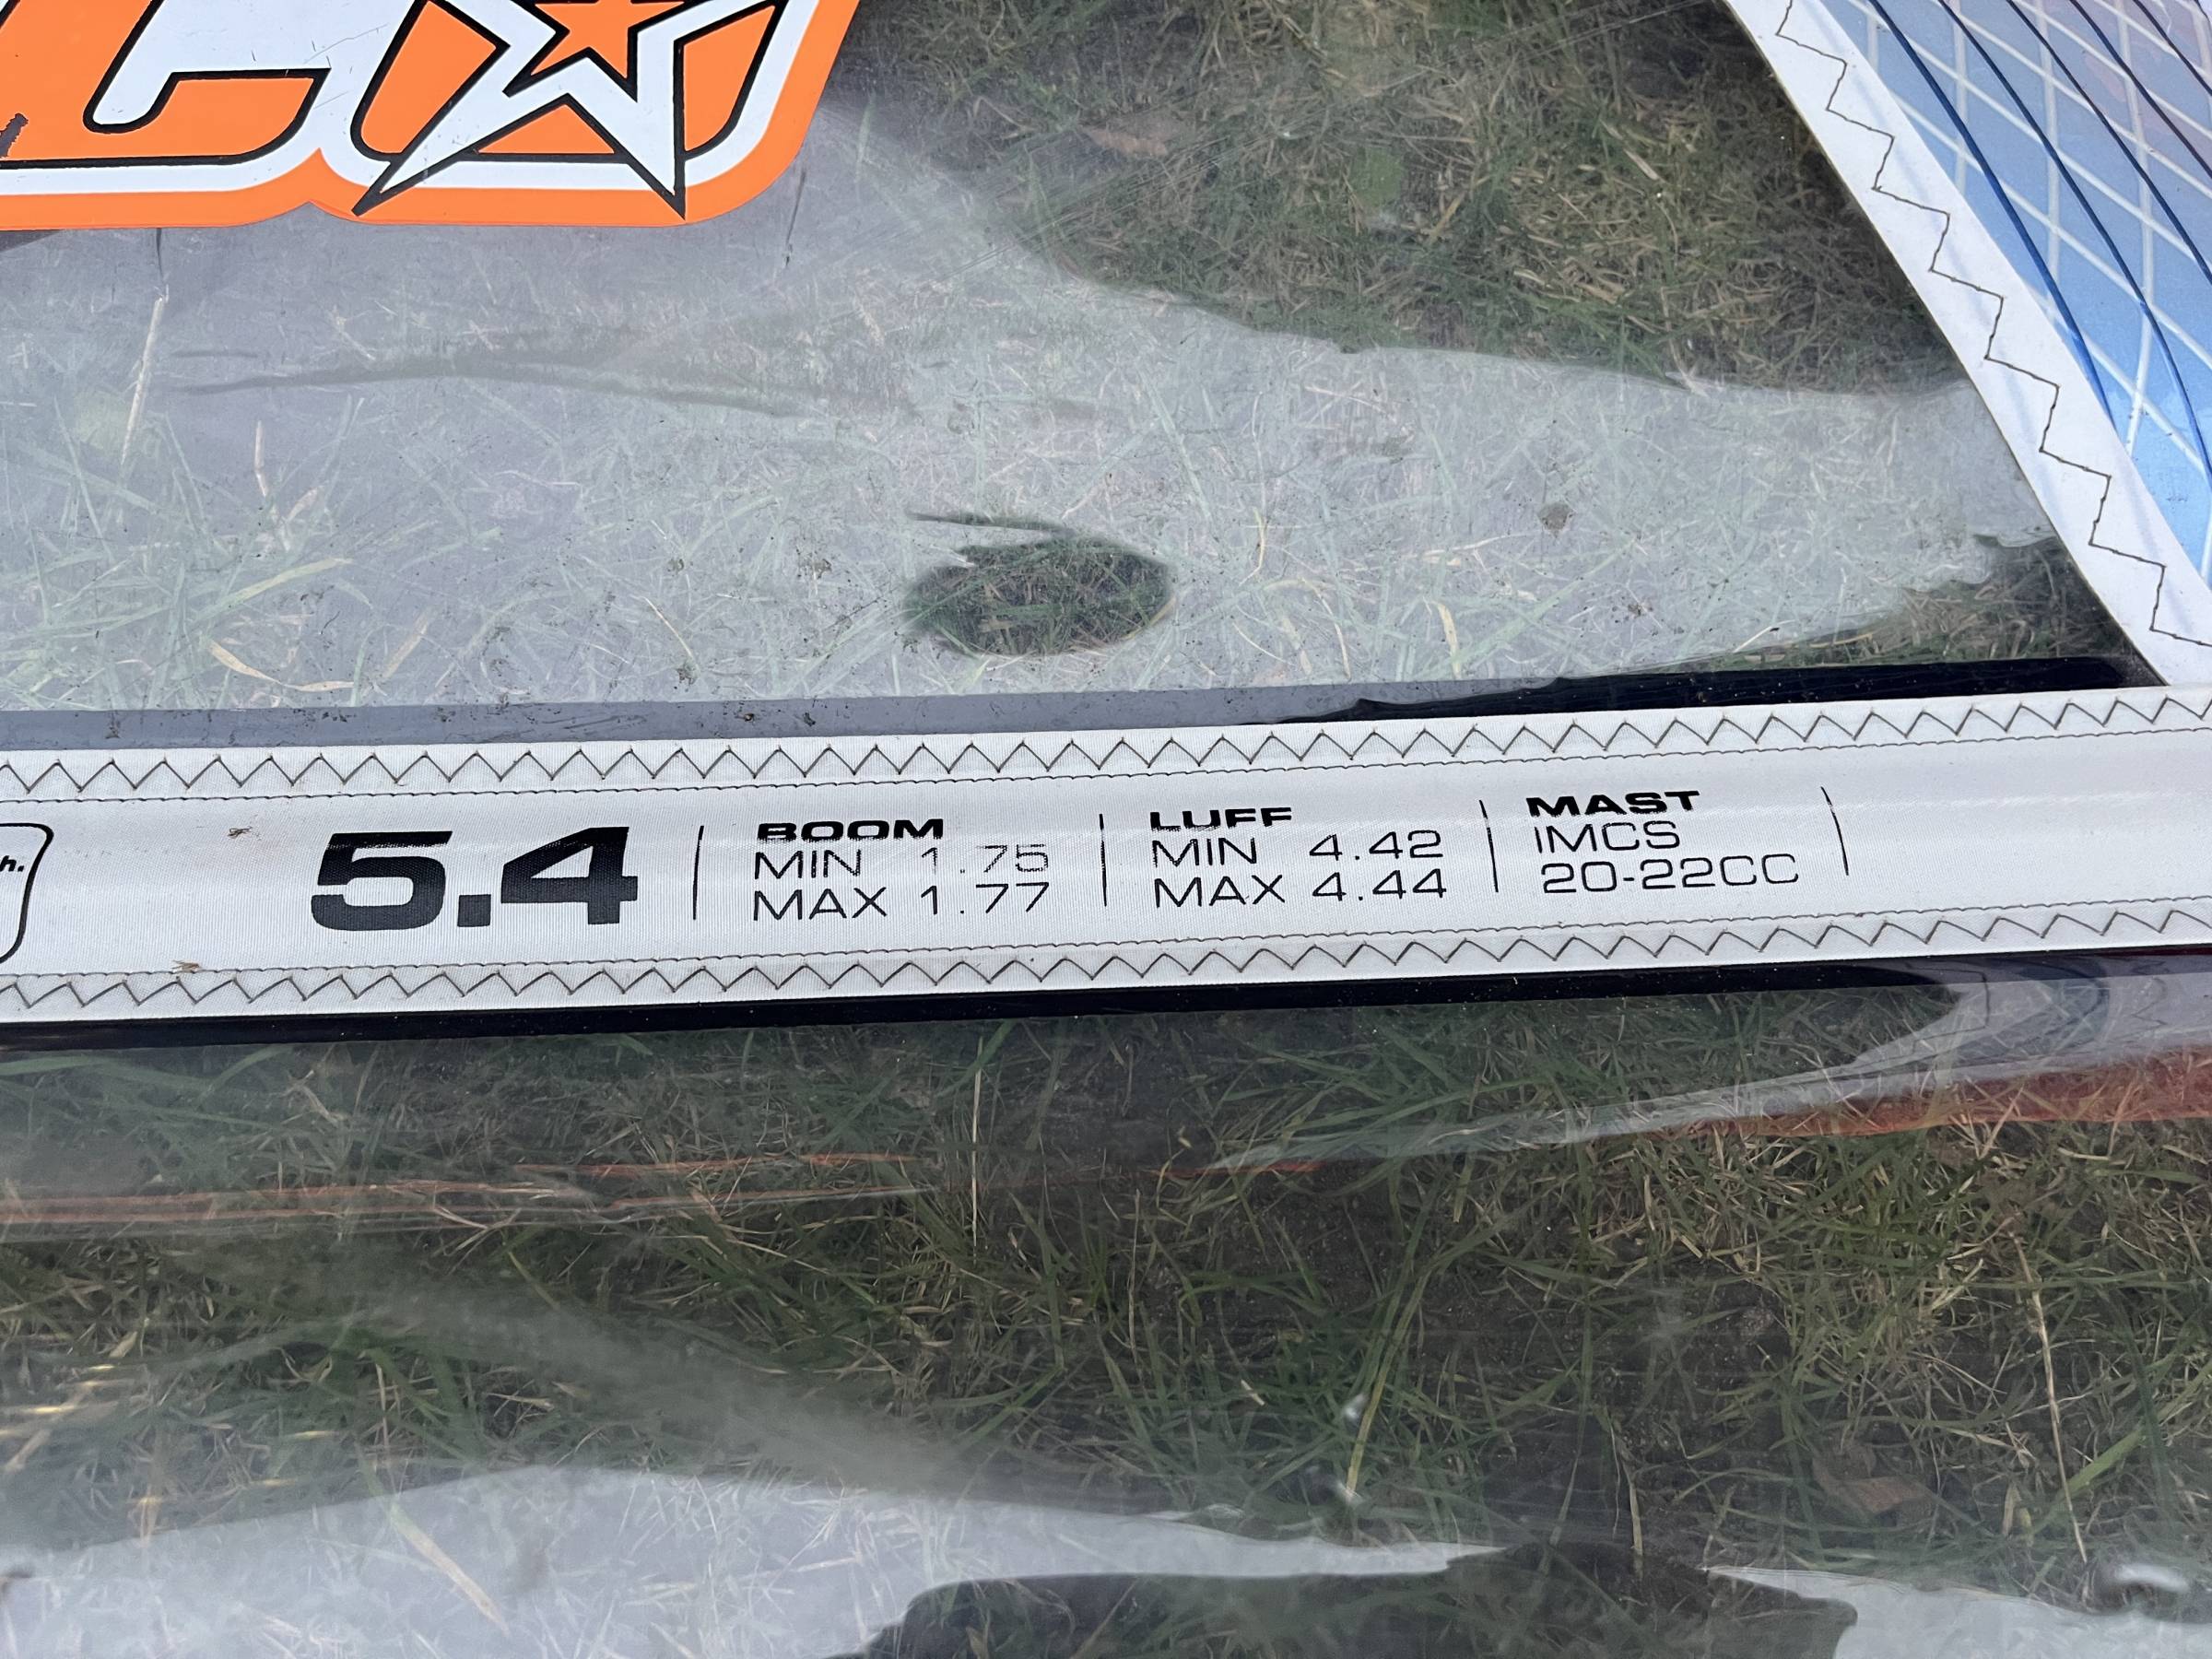 h.
5.4
BOOM
MIN 1.75
MAX 1.77
LUFF
MIN 4.42
MAX 4.44
MAST
IMCS
20-22CC